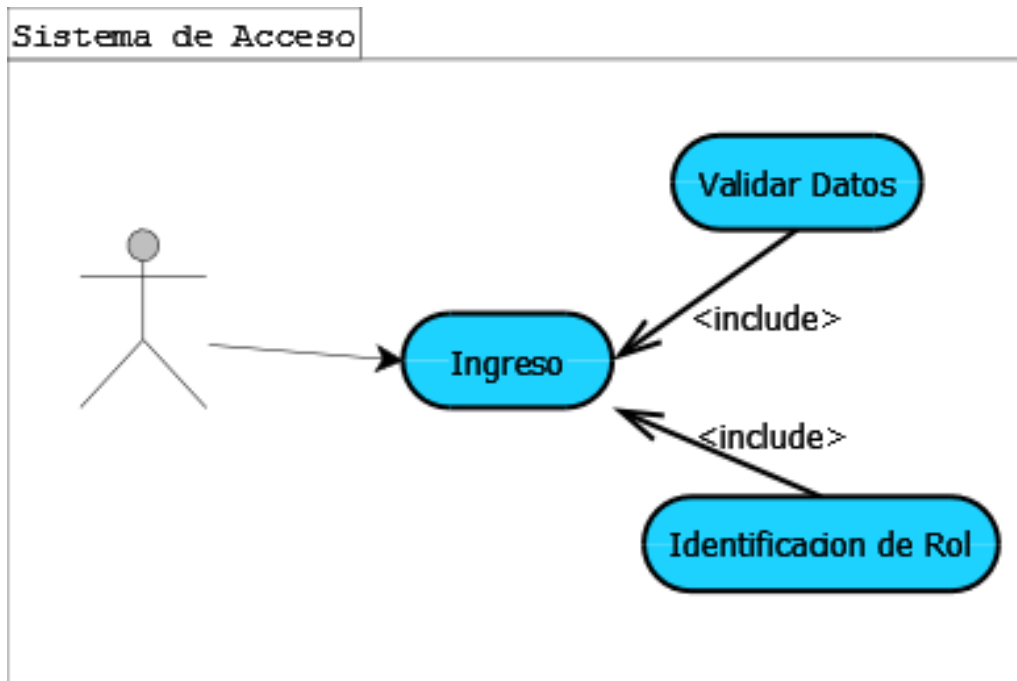 Sistema de Acceso
Validar Datos
<include>
Ingreso
<include>
Identificacion de Rol